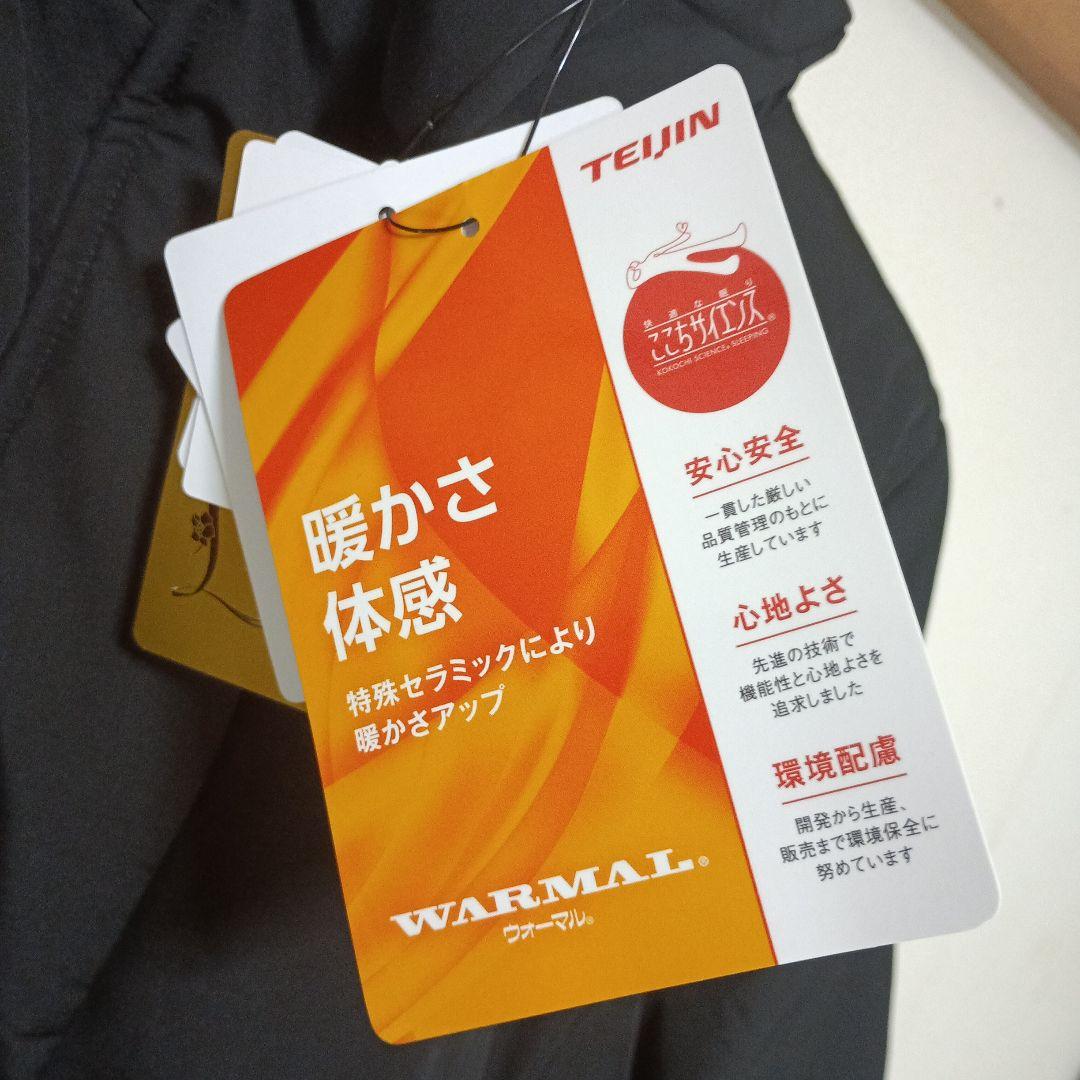 TEIJIN
快適な眠り
ここちサイエンス®
KOKOCHI SCIENCE® SLEEPING
暖かさ
体感
特殊セラミックにより
暖かさアップ
WARMAL®
ウォーマル®
安心安全
一貫した厳しい
品質管理のもとに
生産しています
心地よさ
先進の技術で
機能性と心地よさを
追求しました
環境配慮
開発から生産、
販売まで環境保全に
努めています